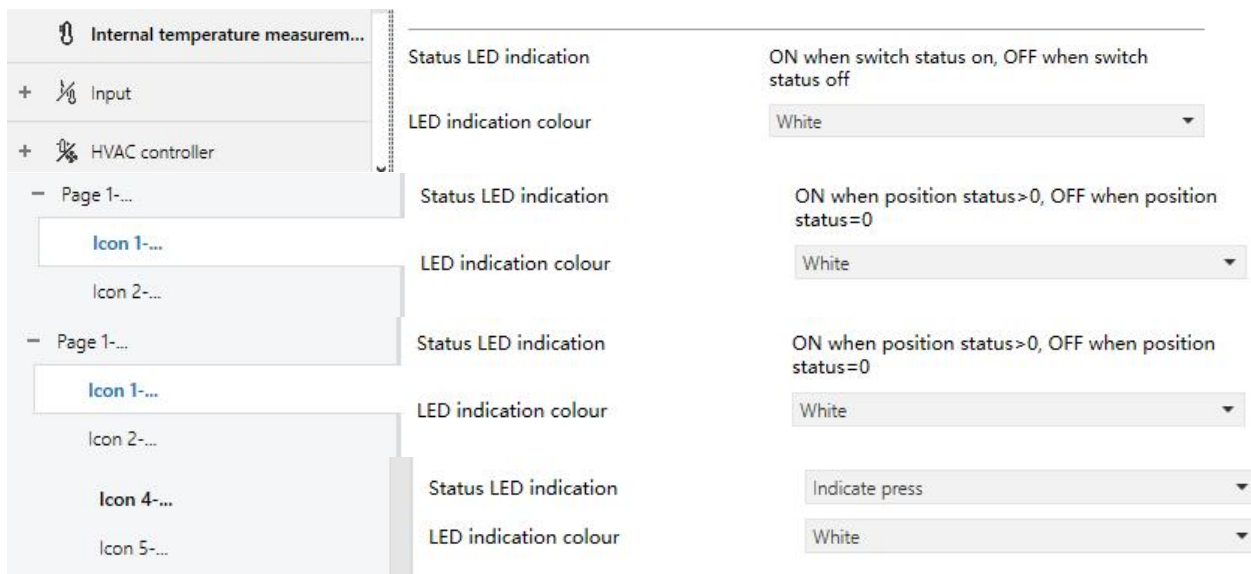 Internal temperature measurem...
Status LED indication
ON when switch status on, OFF when switch
status off
+ Input
LED indication colour
White
+ HVAC controller
− Page 1-...
Status LED indication
ON when position status>0, OFF when position
status=0
Icon 1-...
LED indication colour
White
Icon 2-...
− Page 1-...
Status LED indication
ON when position status>0, OFF when position
status=0
Icon 1-...
LED indication colour
White
Icon 2-...
Status LED indication
Indicate press
Icon 4-...
LED indication colour
White
Icon 5-...